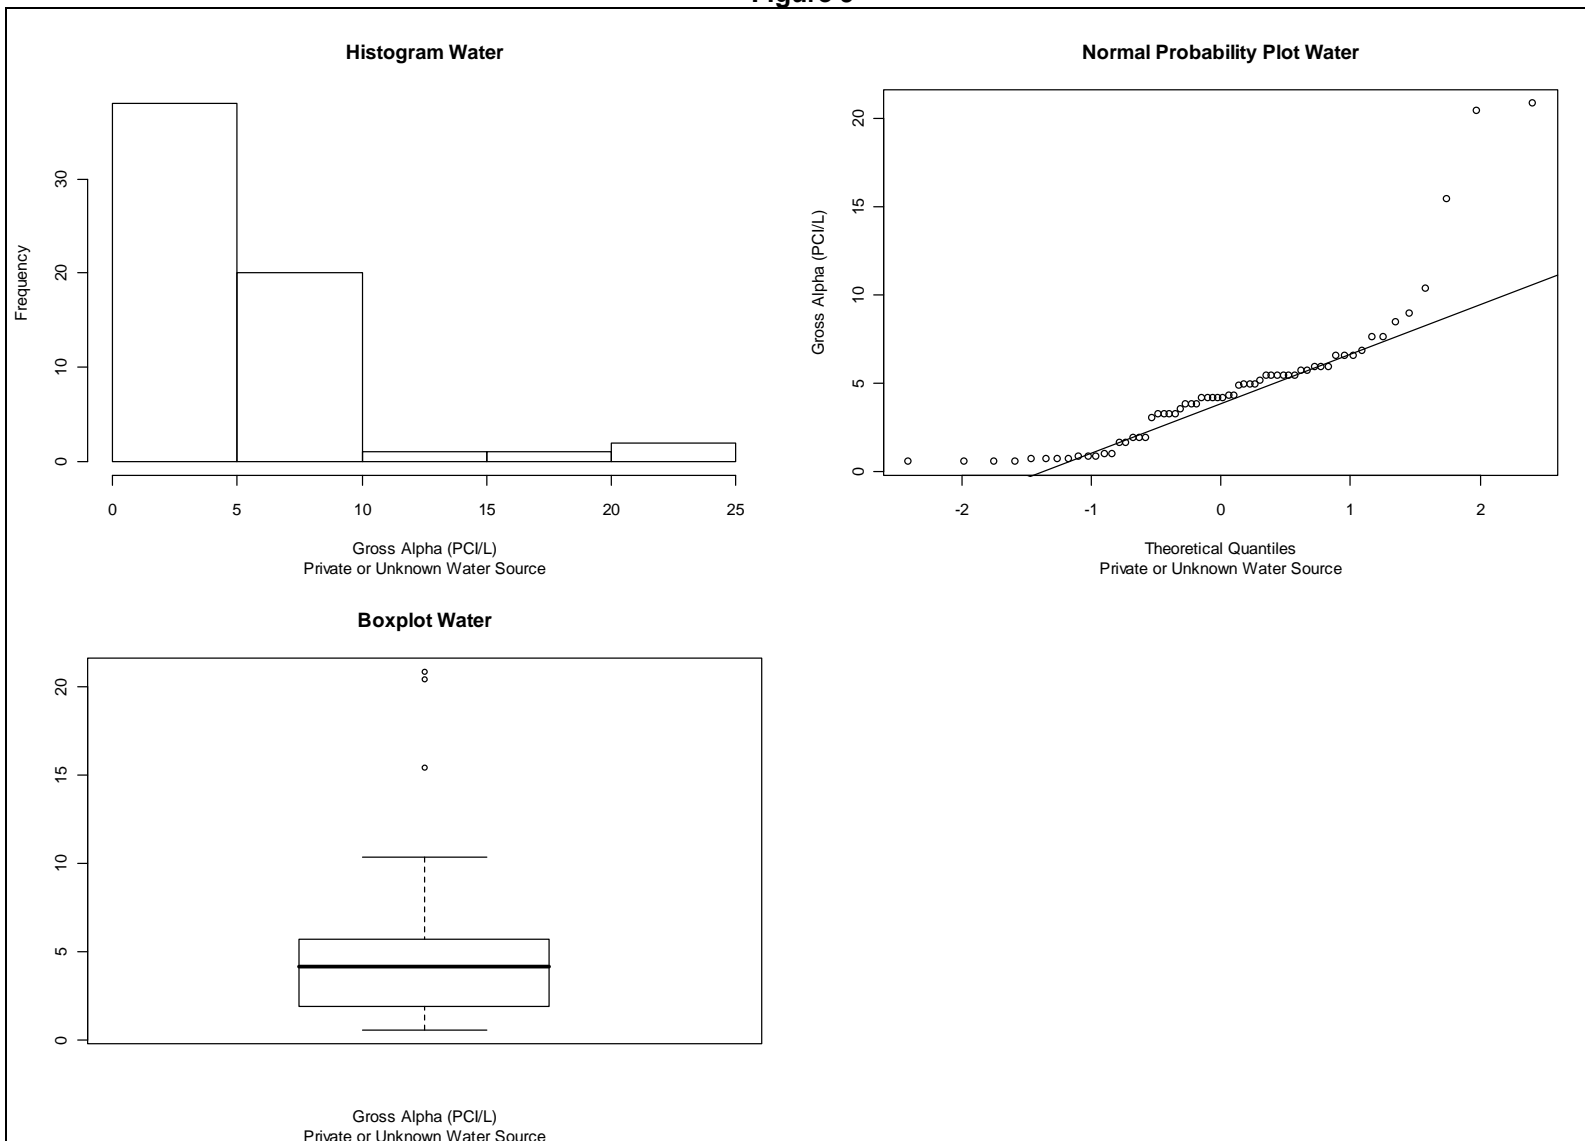 Histogram Water
Frequency
30
20
10
0
0 5 10 15 20 25
Gross Alpha (PCI/L)
Private or Unknown Water Source
Normal Probability Plot Water
Gross Alpha (PCI/L)
20
15
10
5
0
-2 -1 0 1 2
Theoretical Quantiles
Private or Unknown Water Source
Boxplot Water
20
15
10
5
0
Gross Alpha (PCI/L)
Private or Unknown Water Source